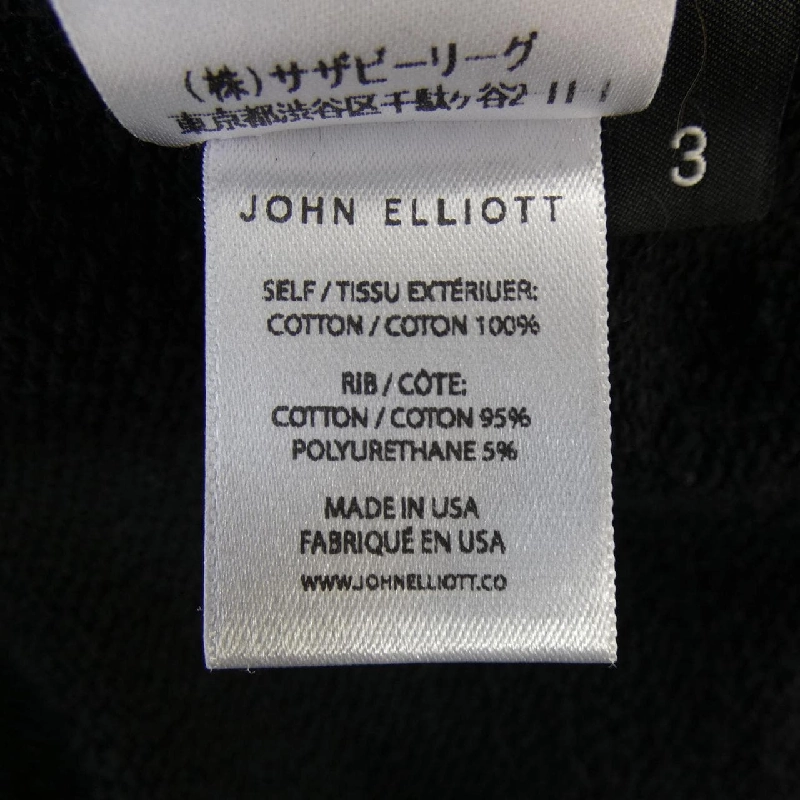 (株)サザビーリーグ
東京都渋谷区千駄ヶ谷2-11-1
3
JOHN ELLIOTT
SELF / TISSU EXTÉRIUER:
COTTON / COTON 100%
RIB / CÔTE:
COTTON / COTON 95%
POLYURETHANE 5%
MADE IN USA
FABRIQUÉ EN USA
WWW.JOHNELLIOTT.CO